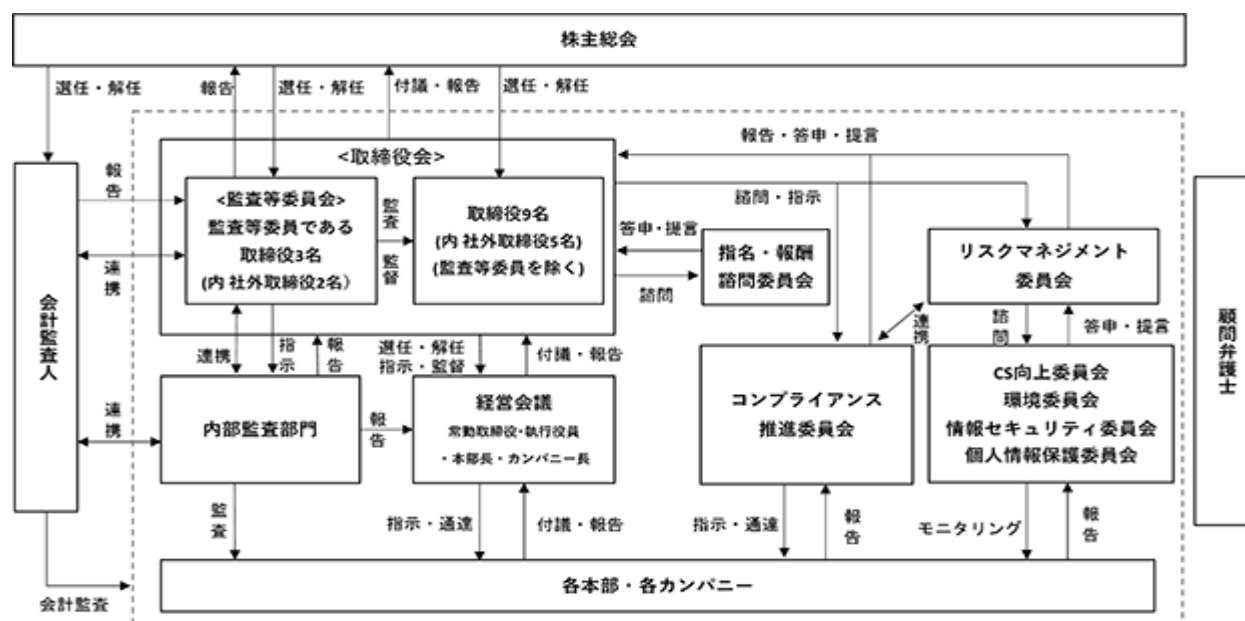 株主総会
選任・解任
報告
選任・解任
付議・報告
選任・解任
報告・答申・提言
<取締役会>
報告
<監査等委員会>
監査等委員である
取締役3名
(内 社外取締役2名)
監査
監督
取締役9名
(内 社外取締役5名)
(監査等委員を除く)
諮問・指示
答申・提言
諮問
指名・報酬
諮問委員会
リスクマネジメント
委員会
連携
会計監査人
顧問弁護士
連携
指示
報告
選任・解任
指示・監督
付議・報告
連携
諮問
答申・提言
連携
内部監査部門
報告
経営会議
常勤取締役・執行役員
・本部長・カンパニー長
コンプライアンス
推進委員会
CS向上委員会
環境委員会
情報セキュリティ委員会
個人情報保護委員会
監査
指示・通達
付議・報告
指示・通達
報告
モニタリング
報告
各本部・各カンパニー
会計監査